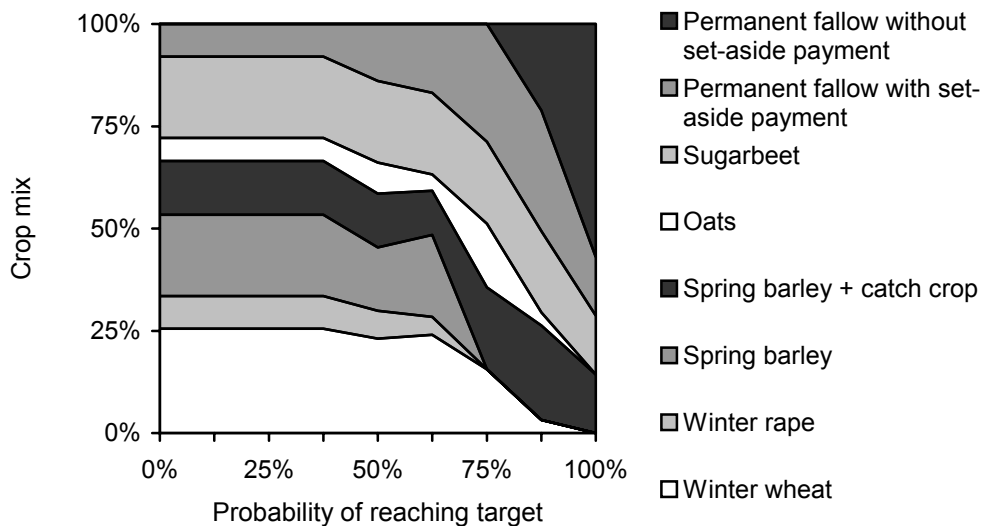 100%
75%
50%
25%
0%
Crop mix
0%
25%
50%
75%
100%
Probability of reaching target
Permanent fallow without
set-aside payment
Permanent fallow with set-
aside payment
Sugarbeet
Oats
Spring barley + catch crop
Spring barley
Winter rape
Winter wheat